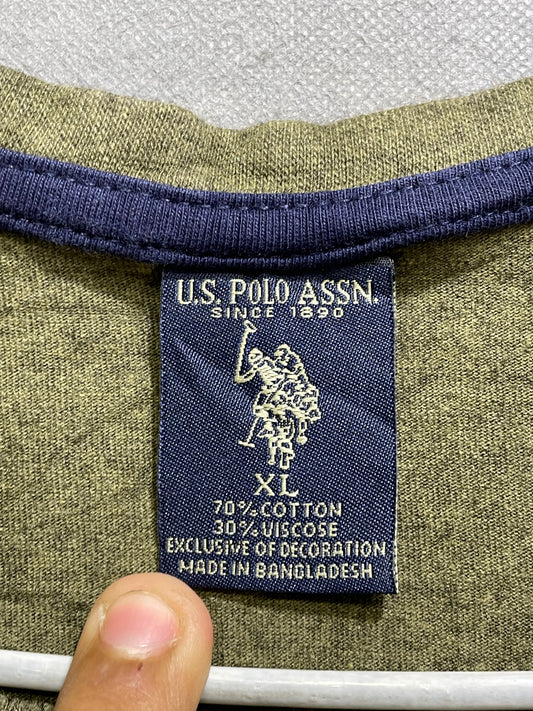 U.S. POLO ASSN.
SINCE 1890
XL
70% COTTON
30% VISCOSE
EXCLUSIVE OF DECORATION
MADE IN BANGLADESH